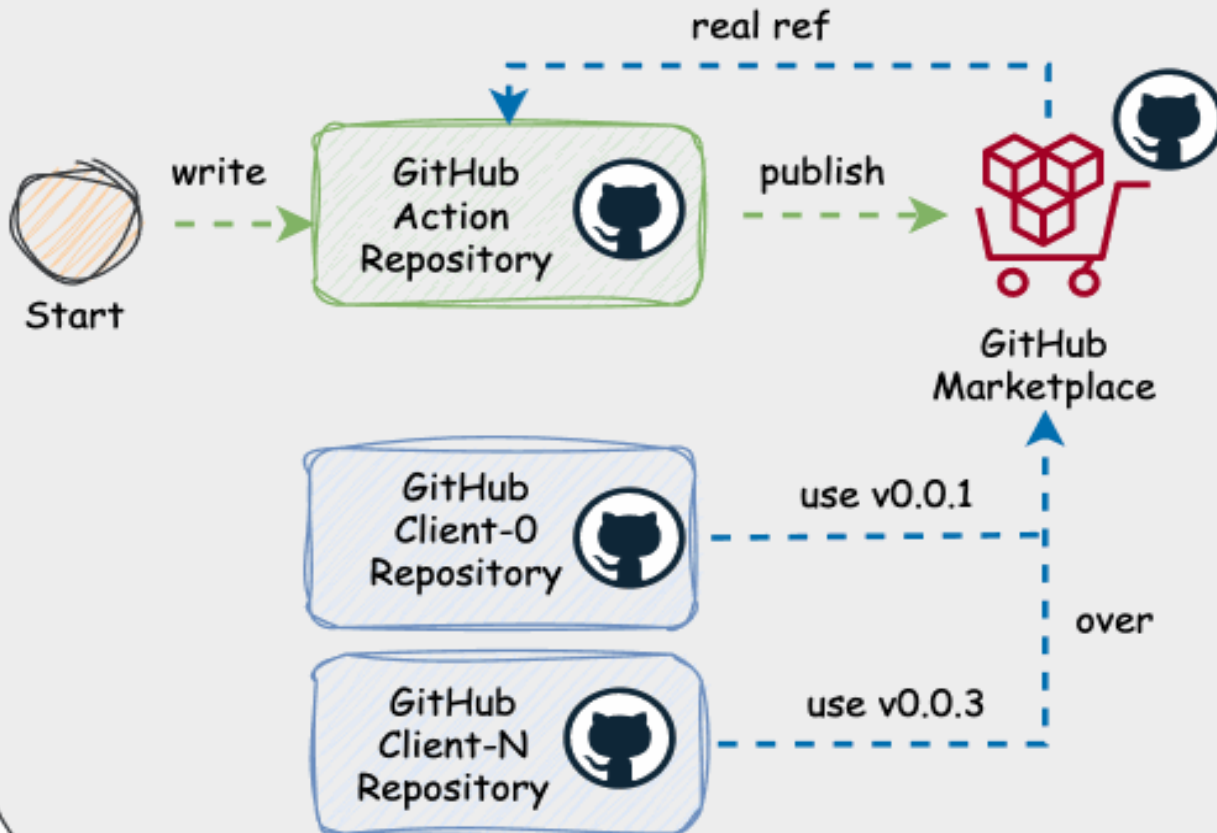 real ref
write
GitHub
Action
Repository
publish
Start
GitHub
Marketplace
GitHub
Client-0
Repository
use v0.0.1
over
GitHub
Client-N
Repository
use v0.0.3